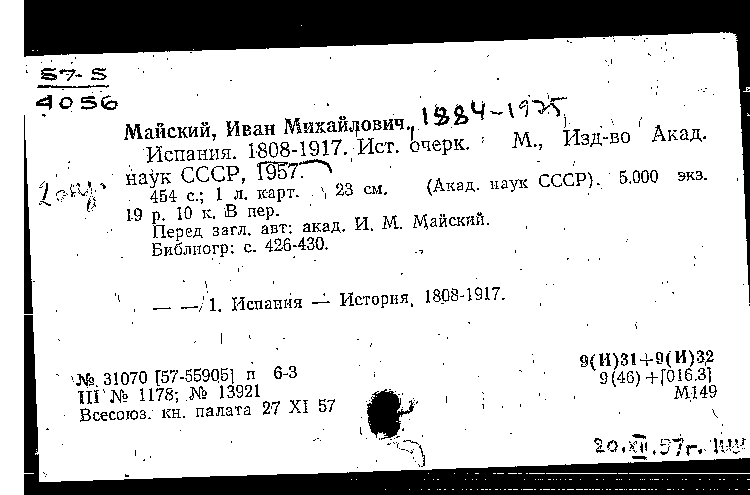 57-5
4056
Майский, Иван Михайлович, 1884-1975
Испания. 1808-1917. Ист. очерк. М., Изд-во Акад.
наук СССР, 1957.
454 с.; 1 л. карт. 23 см. (Акад. наук СССР). 5.000 экз.
19 р. 10 к. В пер.
Перед загл. авт: акад. И. М. Майский.
Библиогр: с. 426-430.
— — 1. Испания — История, 1808-1917.
№ 31070 [57-55905] п 6-3
III № 1178; № 13921
Всесоюз. кн. палата 27 XI 57
9(И)31+9(И)32
9(46)+[016.3]
М149
20.XII.57г.